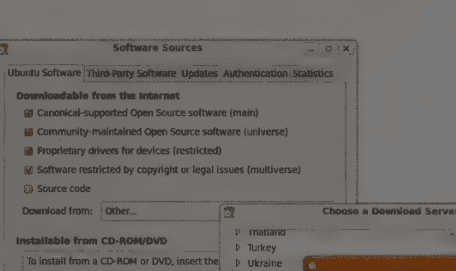 Software Sources
Ubuntu Software Third-Party Software Updates Authentication Statistics
Downloadable from the Internet
Canonical-supported Open Source software (main)
Community-maintained Open Source software (universe)
Proprietary drivers for devices (restricted)
Software restricted by copyright or legal issues (multiverse)
Source code
Download from: Other...
Choose a Download Server
Thailand
Installable from CD-ROM/DVD
Turkey
To install from a CD-ROM or DVD, insert the
Ukraine